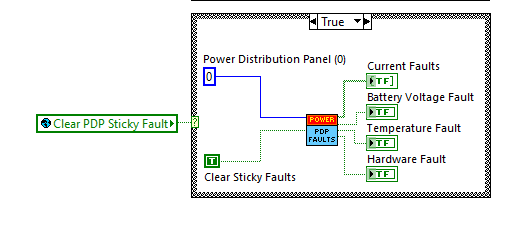 True
Power Distribution Panel (0)
0
Current Faults
TF
Battery Voltage Fault
TF
Clear PDP Sticky Fault
?
POWER
PDP
FAULTS
Temperature Fault
TF
T
Hardware Fault
TF
Clear Sticky Faults